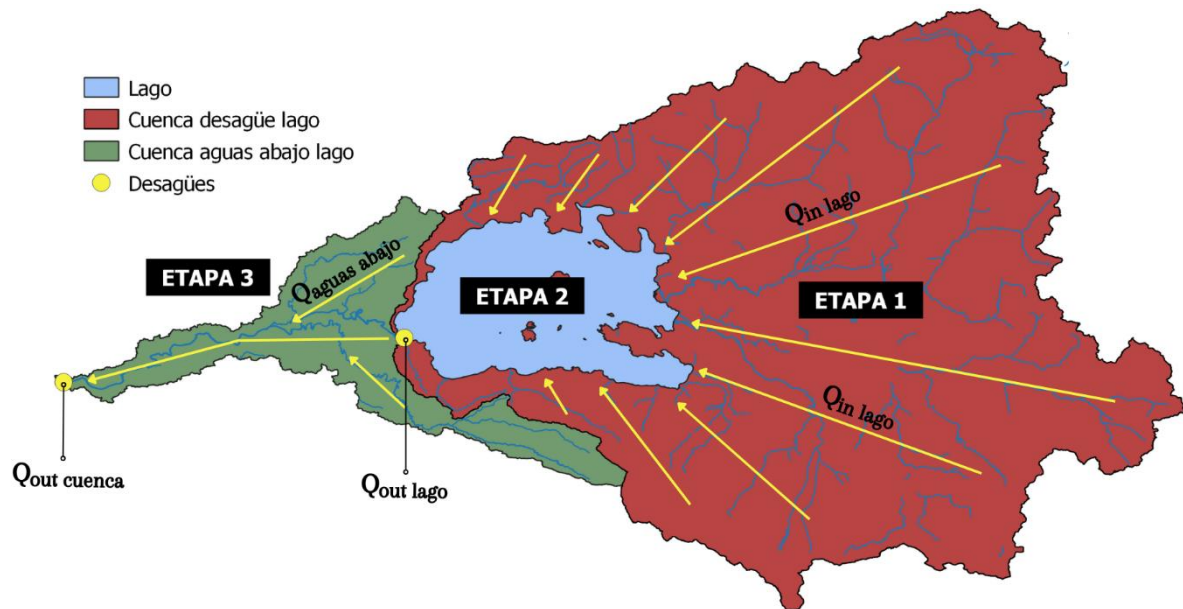 Lago
Cuenca desagüe lago
Cuenca aguas abajo lago
Desagües
Qin lago
Qaguas abajo
ETAPA 3
ETAPA 2
ETAPA 1
Qin lago
Qout cuenca
Qout lago